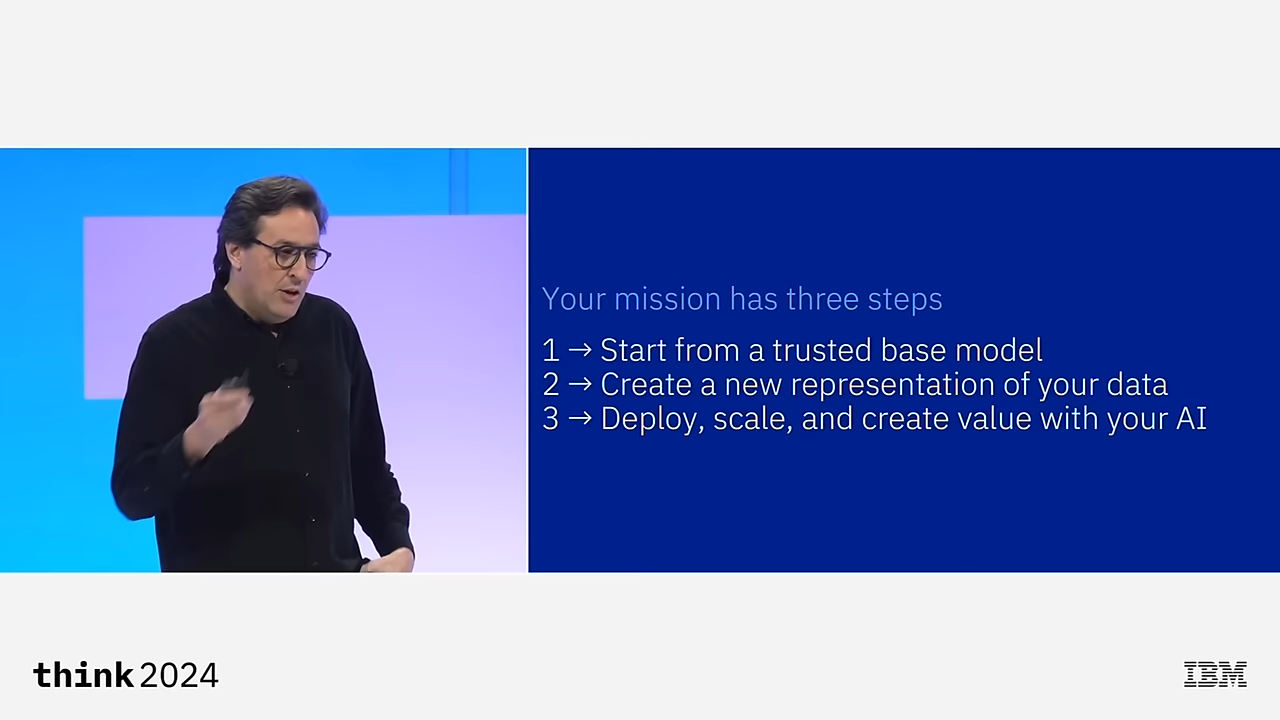 Your mission has three steps
1 → Start from a trusted base model
2 → Create a new representation of your data
3 → Deploy, scale, and create value with your AI
think 2024
IBM